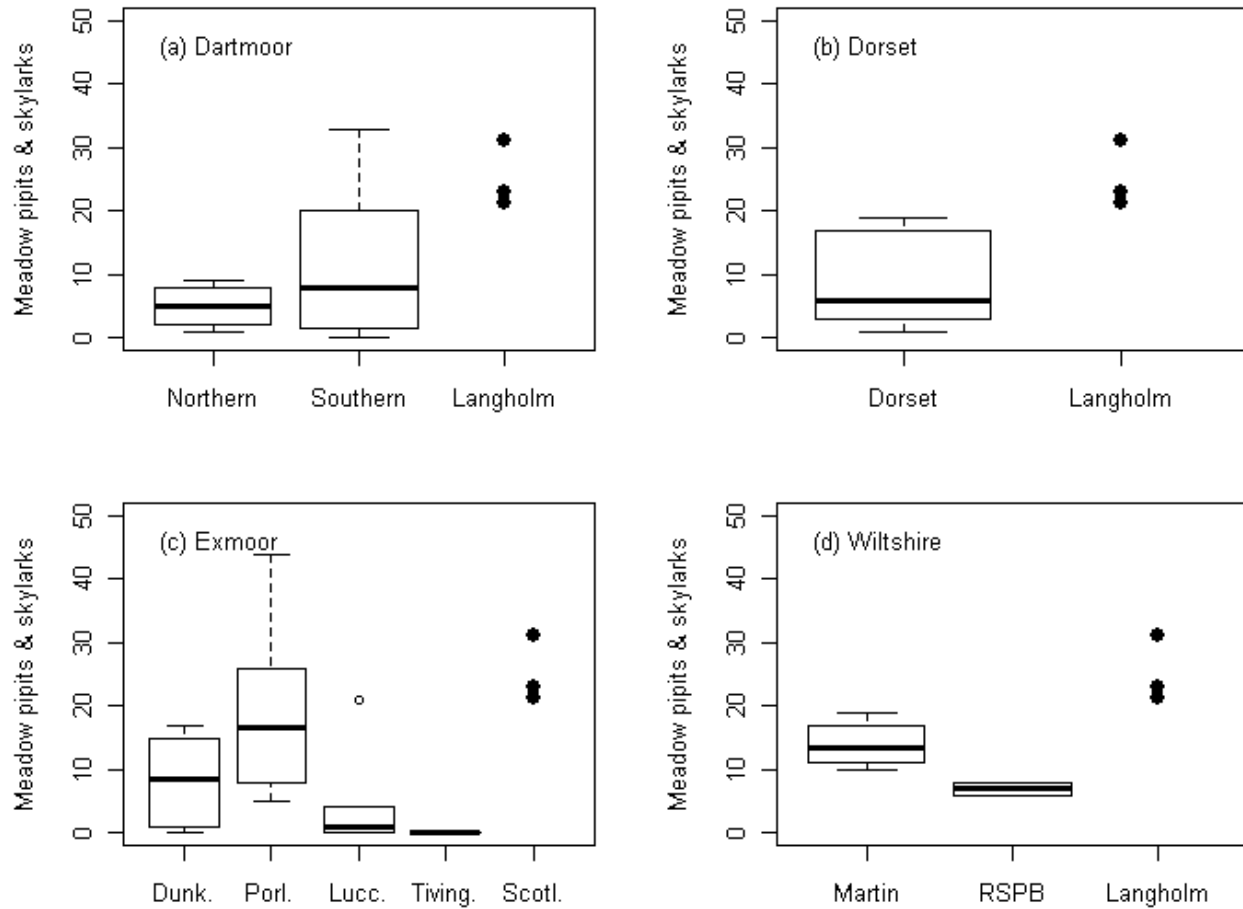 (a) Dartmoor
Meadow pipits & skylarks
50
40
30
20
10
0
Northern Southern Langholm
(b) Dorset
Meadow pipits & skylarks
50
40
30
20
10
0
Dorset Langholm
(c) Exmoor
Meadow pipits & skylarks
50
40
30
20
10
0
Dunk. Porl. Lucc. Tiving. Scotl.
(d) Wiltshire
Meadow pipits & skylarks
50
40
30
20
10
0
Martin RSPB Langholm